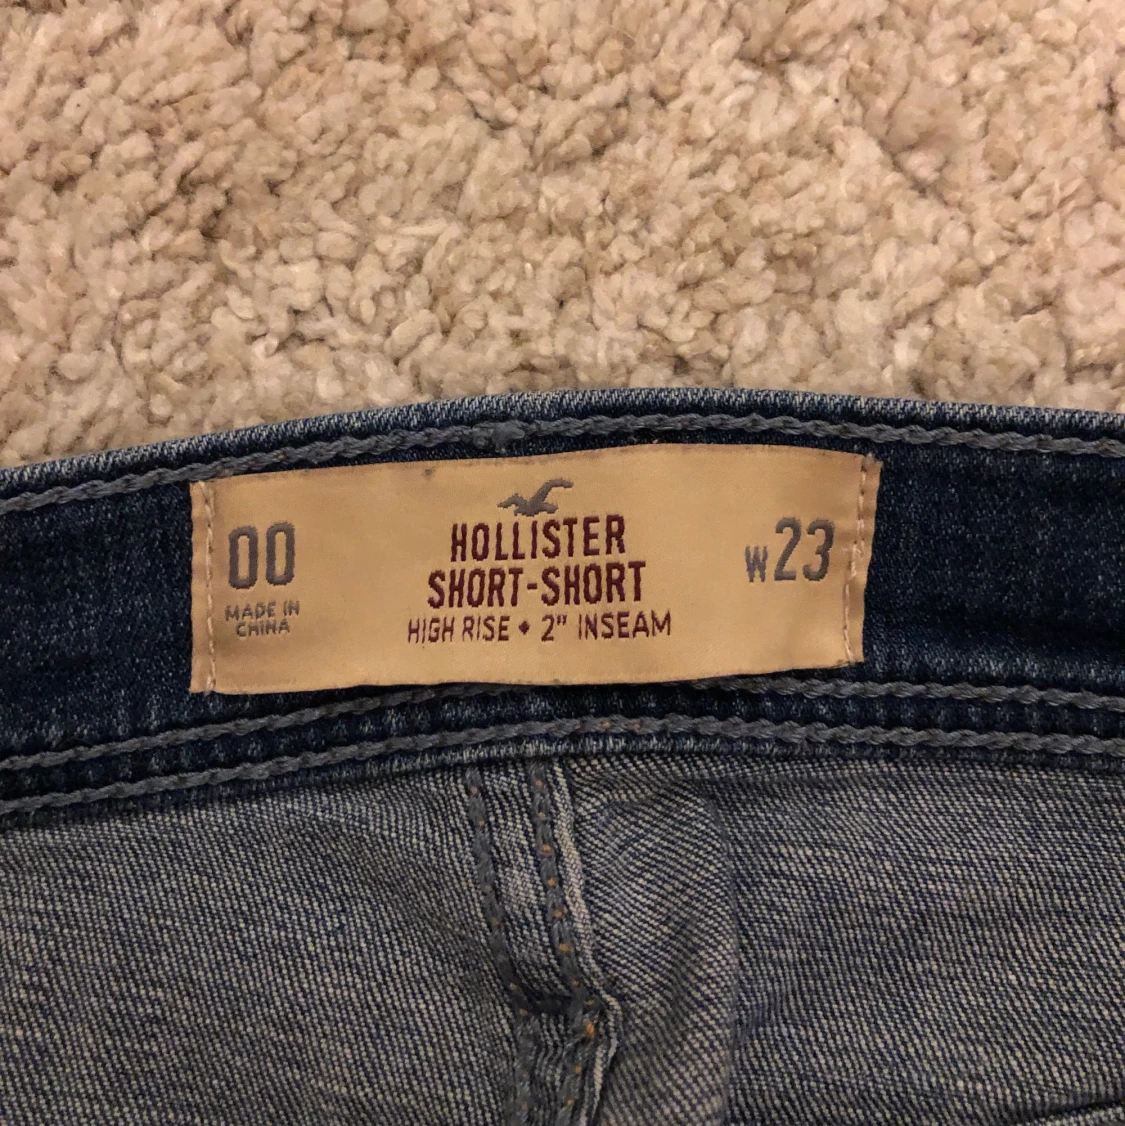 00
MADE IN
CHINA
HOLLISTER
SHORT-SHORT
HIGH RISE • 2" INSEAM
W23